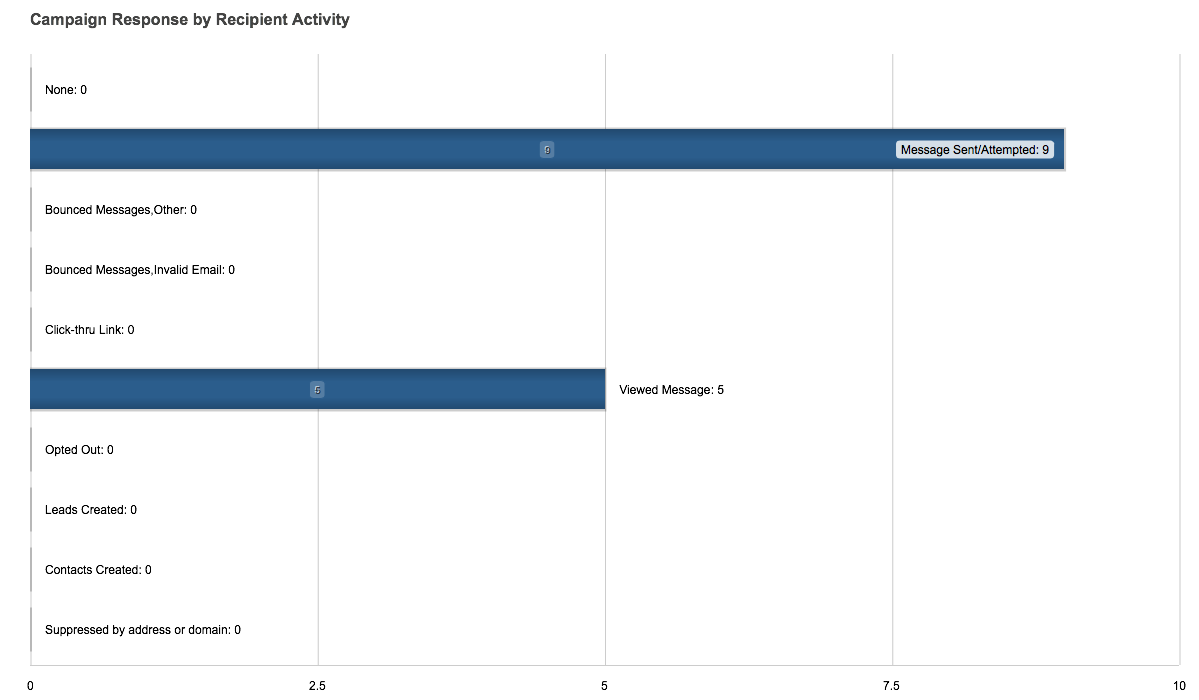 Campaign Response by Recipient Activity
None: 0
9
Message Sent/Attempted: 9
Bounced Messages,Other: 0
Bounced Messages,Invalid Email: 0
Click-thru Link: 0
5
Viewed Message: 5
Opted Out: 0
Leads Created: 0
Contacts Created: 0
Suppressed by address or domain: 0
0
2.5
5
7.5
10